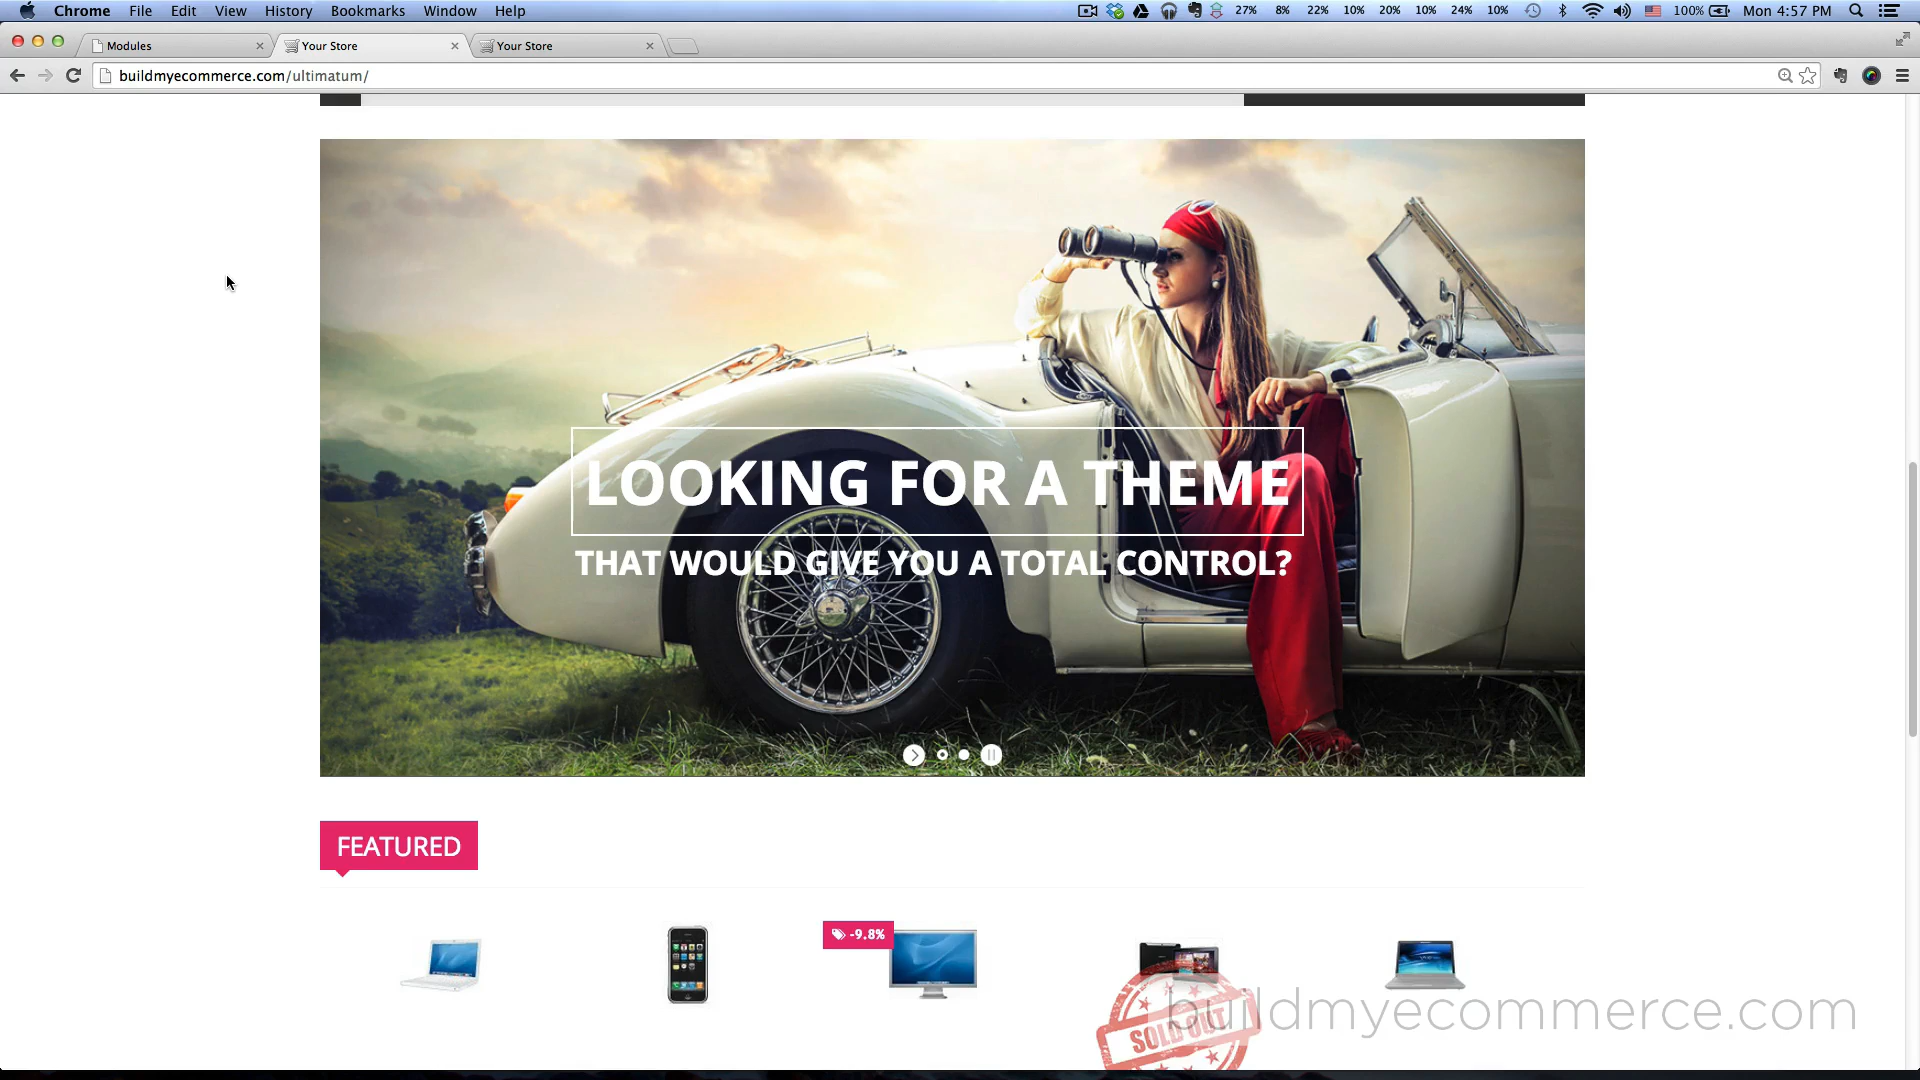 Chrome File Edit View History Bookmarks Window Help 27% 8% 22% 10% 20% 10% 24% 10% 100% Mon 4:57 PM
Modules Your Store Your Store
buildmyecommerce.com/ultimatum/
LOOKING FOR A THEME
THAT WOULD GIVE YOU A TOTAL CONTROL?
FEATURED
-9.8%
buildmyecommerce.com
SOLD OUT